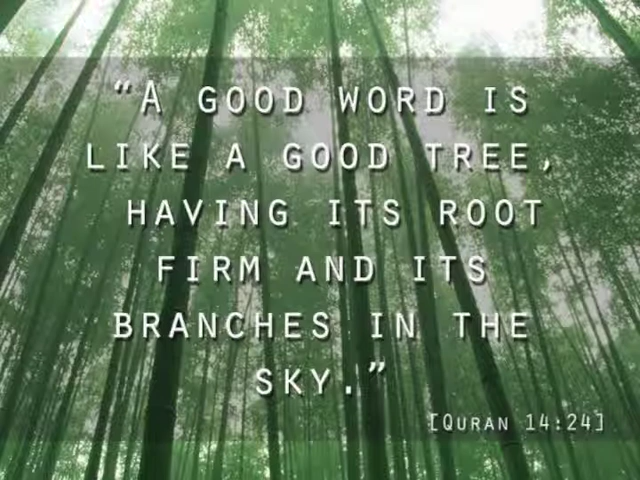 “A GOOD WORD IS
LIKE A GOOD TREE,
HAVING ITS ROOT
FIRM AND ITS
BRANCHES IN THE
SKY.”
[QURAN 14:24]